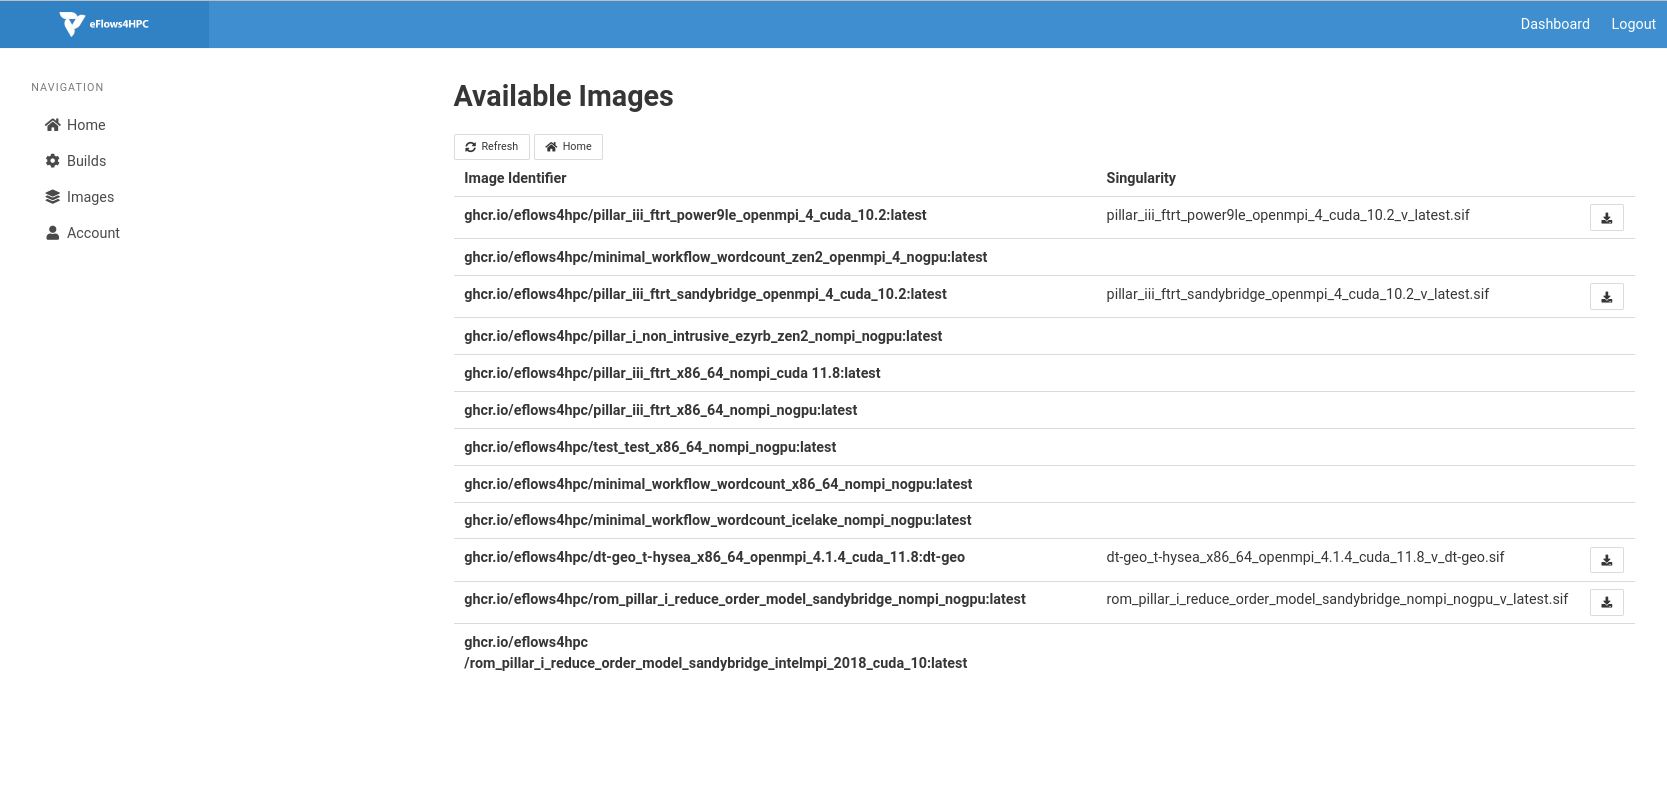 eFlows4HPC
Dashboard Logout
NAVIGATION
Home
Builds
Images
Account
Available Images
Refresh Home
Image Identifier Singularity
ghcr.io/eflows4hpc/pillar_iii_ftrt_power9le_openmpi_4_cuda_10.2:latest pillar_iii_ftrt_power9le_openmpi_4_cuda_10.2_v_latest.sif
ghcr.io/eflows4hpc/minimal_workflow_wordcount_zen2_openmpi_4_nogpu:latest
ghcr.io/eflows4hpc/pillar_iii_ftrt_sandybridge_openmpi_4_cuda_10.2:latest pillar_iii_ftrt_sandybridge_openmpi_4_cuda_10.2_v_latest.sif
ghcr.io/eflows4hpc/pillar_i_non_intrusive_ezyrb_zen2_nompi_nogpu:latest
ghcr.io/eflows4hpc/pillar_iii_ftrt_x86_64_nompi_cuda 11.8:latest
ghcr.io/eflows4hpc/pillar_iii_ftrt_x86_64_nompi_nogpu:latest
ghcr.io/eflows4hpc/test_test_x86_64_nompi_nogpu:latest
ghcr.io/eflows4hpc/minimal_workflow_wordcount_x86_64_nompi_nogpu:latest
ghcr.io/eflows4hpc/minimal_workflow_wordcount_icelake_nompi_nogpu:latest
ghcr.io/eflows4hpc/dt-geo_t-hysea_x86_64_openmpi_4.1.4_cuda_11.8:dt-geo dt-geo_t-hysea_x86_64_openmpi_4.1.4_cuda_11.8_v_dt-geo.sif
ghcr.io/eflows4hpc/rom_pillar_i_reduce_order_model_sandybridge_nompi_nogpu:latest rom_pillar_i_reduce_order_model_sandybridge_nompi_nogpu_v_latest.sif
ghcr.io/eflows4hpc
/rom_pillar_i_reduce_order_model_sandybridge_intelmpi_2018_cuda_10:latest